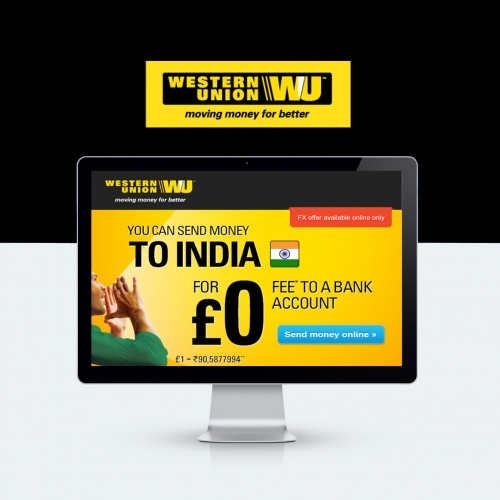 WESTERN
UNION WU™
moving money for better
WESTERN
UNION WU
moving money for better
FX offer available online only
YOU CAN SEND MONEY
TO INDIA
FOR
£0
FEE* TO A BANK
ACCOUNT
Send money online »
£1 = ₹90,5877994**